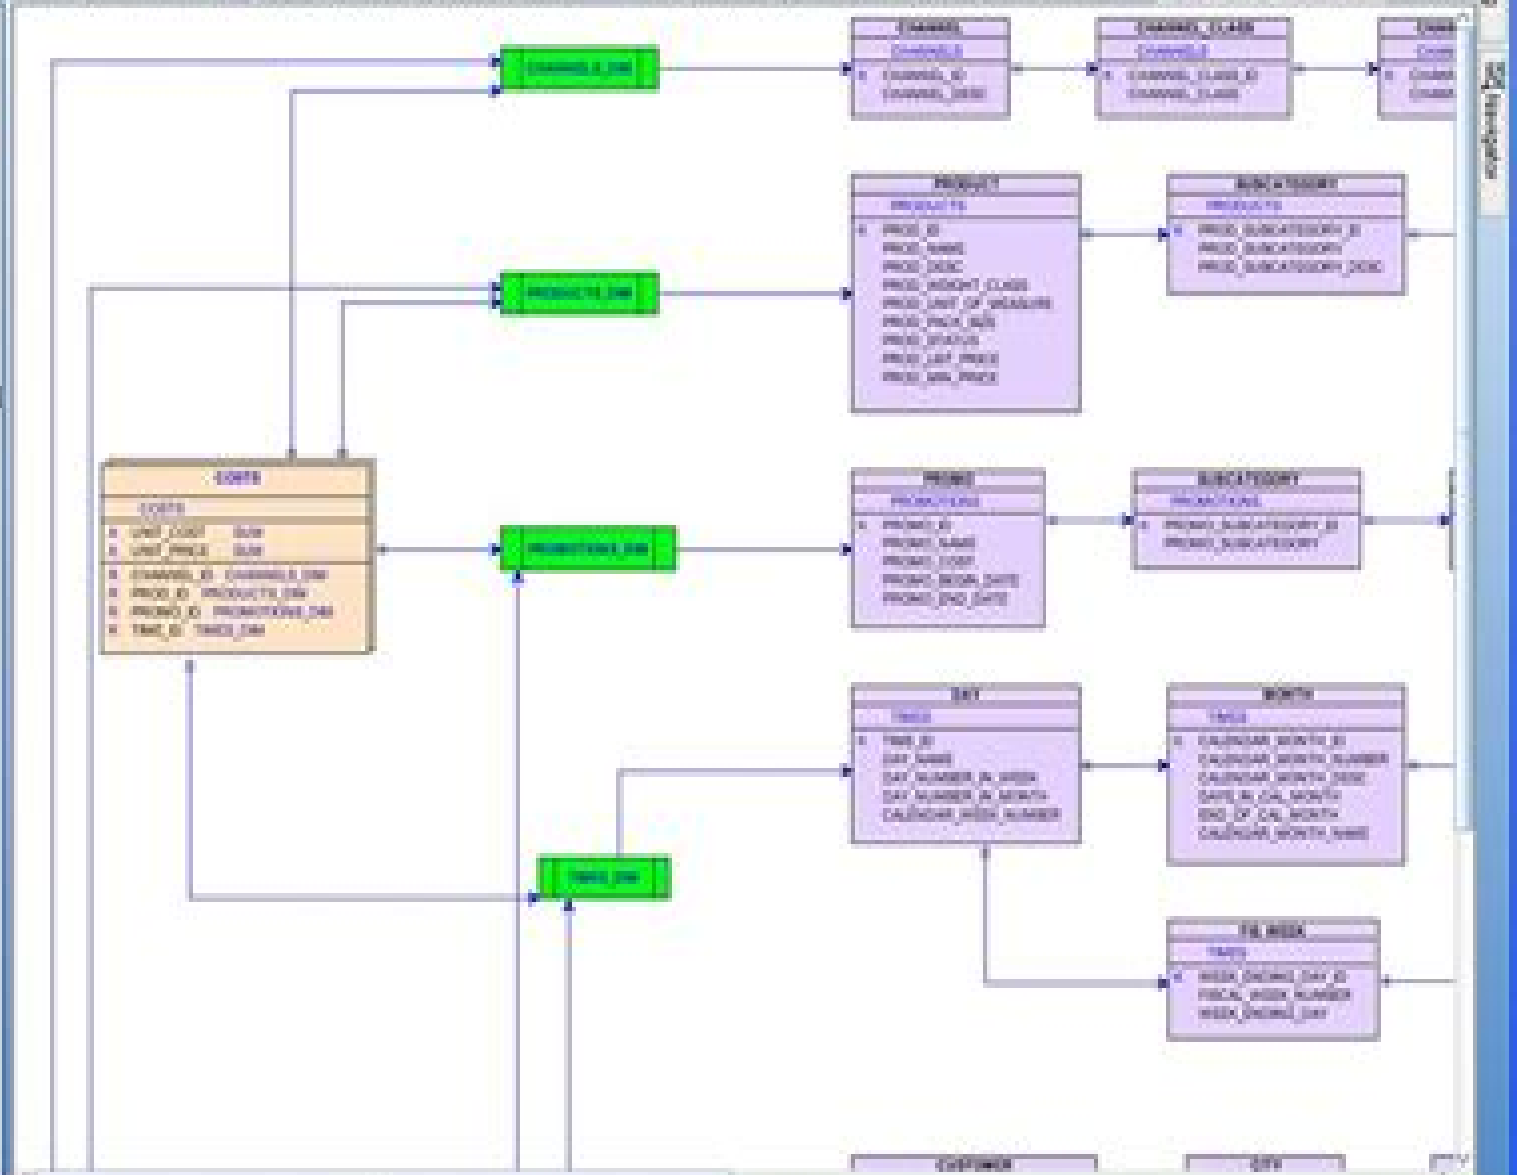 CHANNEL
CHANNELS
CHANNEL_ID
CHANNEL_DESC
CHANNEL_CLASS
CHANNELS
CHANNEL_CLASS_ID
CHANNEL_CLASS
CHANNELS_DIM
PRODUCT
PRODUCTS
PROD_ID
PROD_NAME
PROD_DESC
PROD_WEIGHT_CLASS
PROD_UNIT_OF_MEASURE
PROD_PACK_SIZE
PROD_STATUS
PROD_LIST_PRICE
PROD_MIN_PRICE
SUBCATEGORY
PRODUCTS
PROD_SUBCATEGORY_ID
PROD_SUBCATEGORY
PROD_SUBCATEGORY_DESC
PRODUCTS_DIM
COSTS
COSTS
UNIT_COST SUM
UNIT_PRICE SUM
CHANNEL_ID CHANNELS_DIM
PROD_ID PRODUCTS_DIM
PROMO_ID PROMOTIONS_DIM
TIME_ID TIMES_DIM
PROMOTIONS_DIM
PROMO
PROMOTIONS
PROMO_ID
PROMO_NAME
PROMO_COST
PROMO_BEGIN_DATE
PROMO_END_DATE
SUBCATEGORY
PROMOTIONS
PROMO_SUBCATEGORY_ID
PROMO_SUBCATEGORY
DAY
TIMES
TIME_ID
DAY_NAME
DAY_NUMBER_IN_WEEK
DAY_NUMBER_IN_MONTH
CALENDAR_WEEK_NUMBER
MONTH
TIMES
CALENDAR_MONTH_ID
CALENDAR_MONTH_NUMBER
CALENDAR_MONTH_DESC
DAYS_IN_CAL_MONTH
END_OF_CAL_MONTH
CALENDAR_MONTH_NAME
TIMES_DIM
FIS_WEEK
TIMES
WEEK_ENDING_DAY_ID
FISCAL_WEEK_NUMBER
WEEK_ENDING_DAY
CUSTOMER
CITY
Navigator